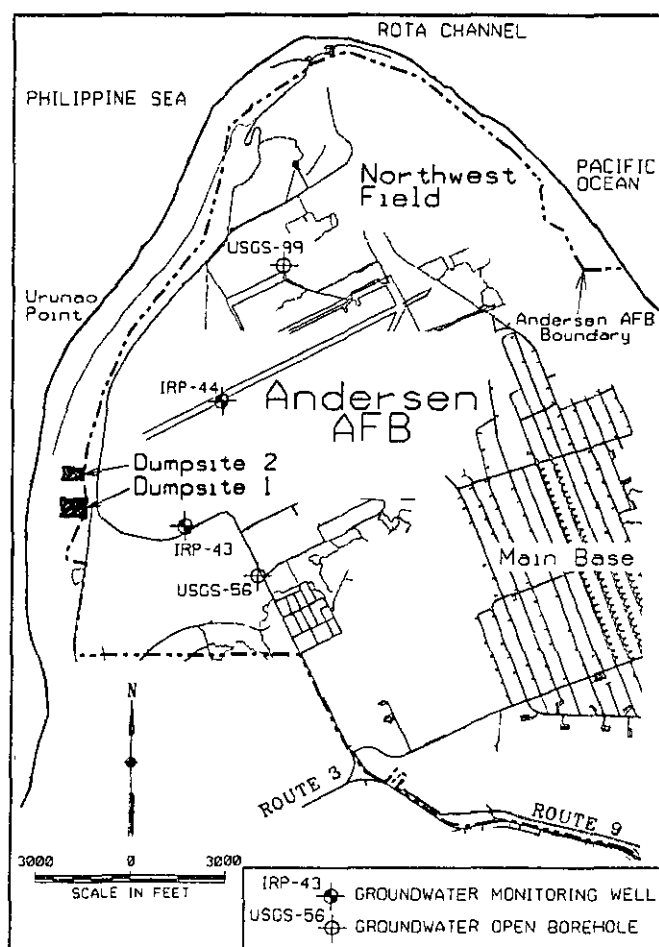 ROTA CHANNEL
PHILIPPINE SEA
PACIFIC
OCEAN
Northwest
Field
USGS-99
Urunao
Point
Andersen AFB
Boundary
IRP-44
Andersen
AFB
Dumpsite 2
Dumpsite 1
IRP-43
Main Base
USGS-56
N
ROUTE 3
ROUTE 9
3000 0 3000
SCALE IN FEET
IRP-43 GROUNDWATER MONITORING WELL
USGS-56 GROUNDWATER OPEN BOREHOLE